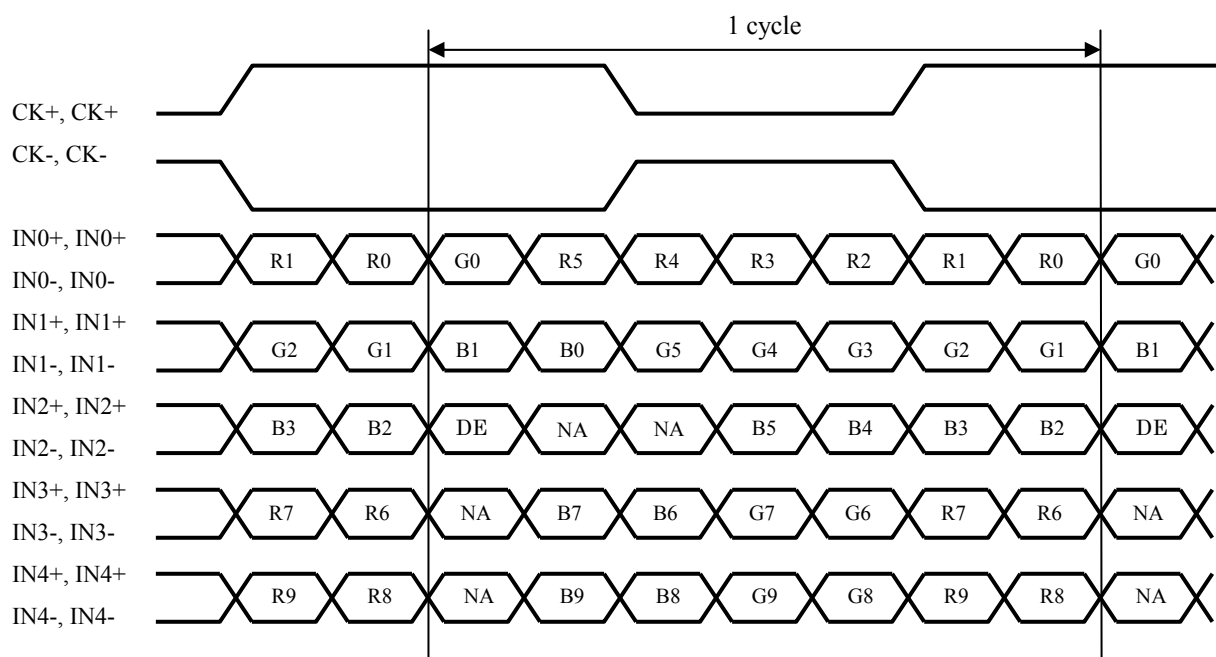 1 cycle
CK+, CK+
CK-, CK-
IN0+, IN0+
R1 R0 G0 R5 R4 R3 R2 R1 R0 G0
IN0-, IN0-
IN1+, IN1+
G2 G1 B1 B0 G5 G4 G3 G2 G1 B1
IN1-, IN1-
IN2+, IN2+
B3 B2 DE NA NA B5 B4 B3 B2 DE
IN2-, IN2-
IN3+, IN3+
R7 R6 NA B7 B6 G7 G6 R7 R6 NA
IN3-, IN3-
IN4+, IN4+
R9 R8 NA B9 B8 G9 G8 R9 R8 NA
IN4-, IN4-